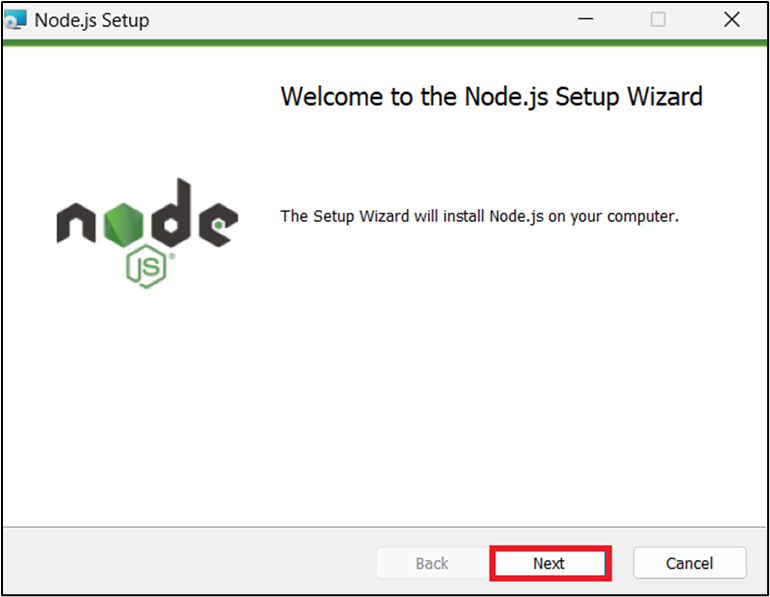 Node.js Setup
Welcome to the Node.js Setup Wizard
node
JS®
The Setup Wizard will install Node.js on your computer.
Back
Next
Cancel